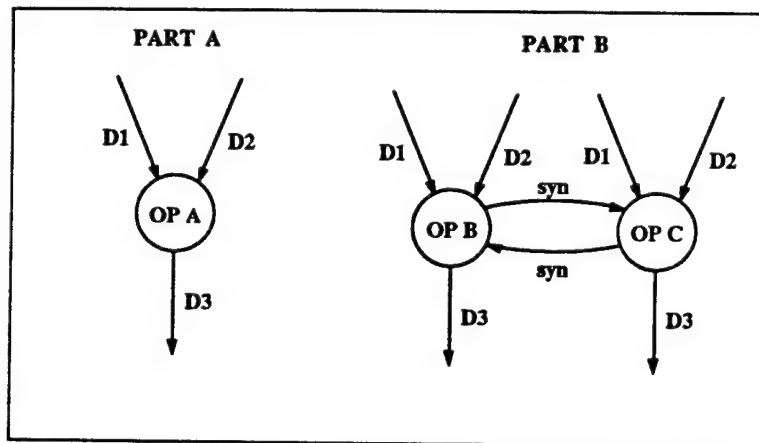 PART A
PART B
D1
D2
D1
D2
D1
D2
syn
OP A
OP B
OP C
syn
D3
D3
D3